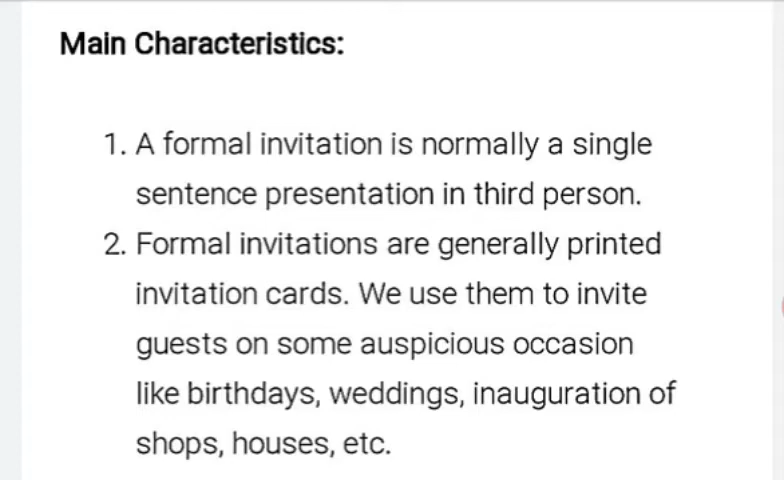 Main Characteristics:
1. A formal invitation is normally a single
sentence presentation in third person.
2. Formal invitations are generally printed
invitation cards. We use them to invite
guests on some auspicious occasion
like birthdays, weddings, inauguration of
shops, houses, etc.